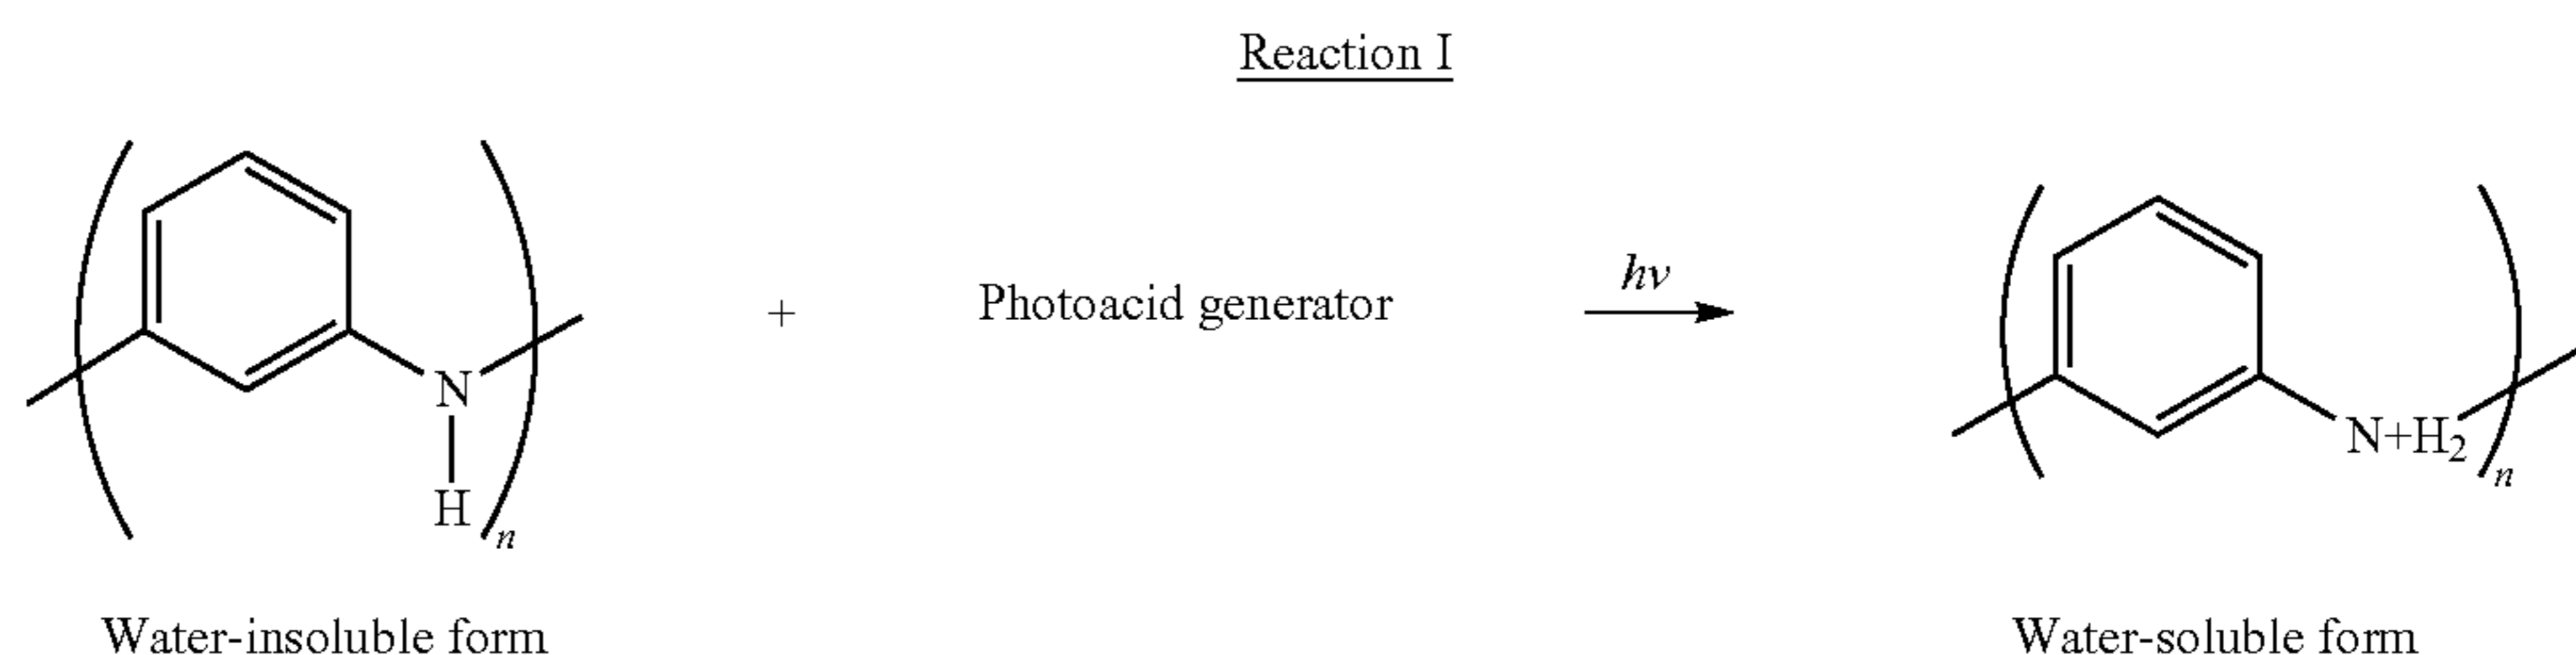 Reaction I
hν
+ Photoacid generator
N
N+H2
H
n
n
Water-insoluble form
Water-soluble form